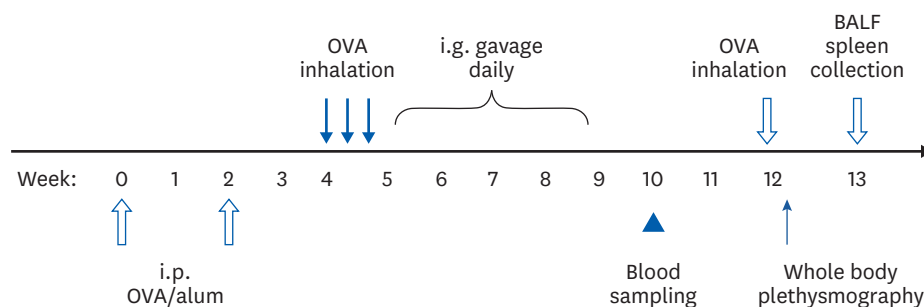 OVA
inhalation
i.g. gavage
daily
OVA
inhalation
BALF
spleen
collection
Week: 0 1 2 3 4 5 6 7 8 9 10 11 12 13
i.p.
OVA/alum
Blood
sampling
Whole body
plethysmography